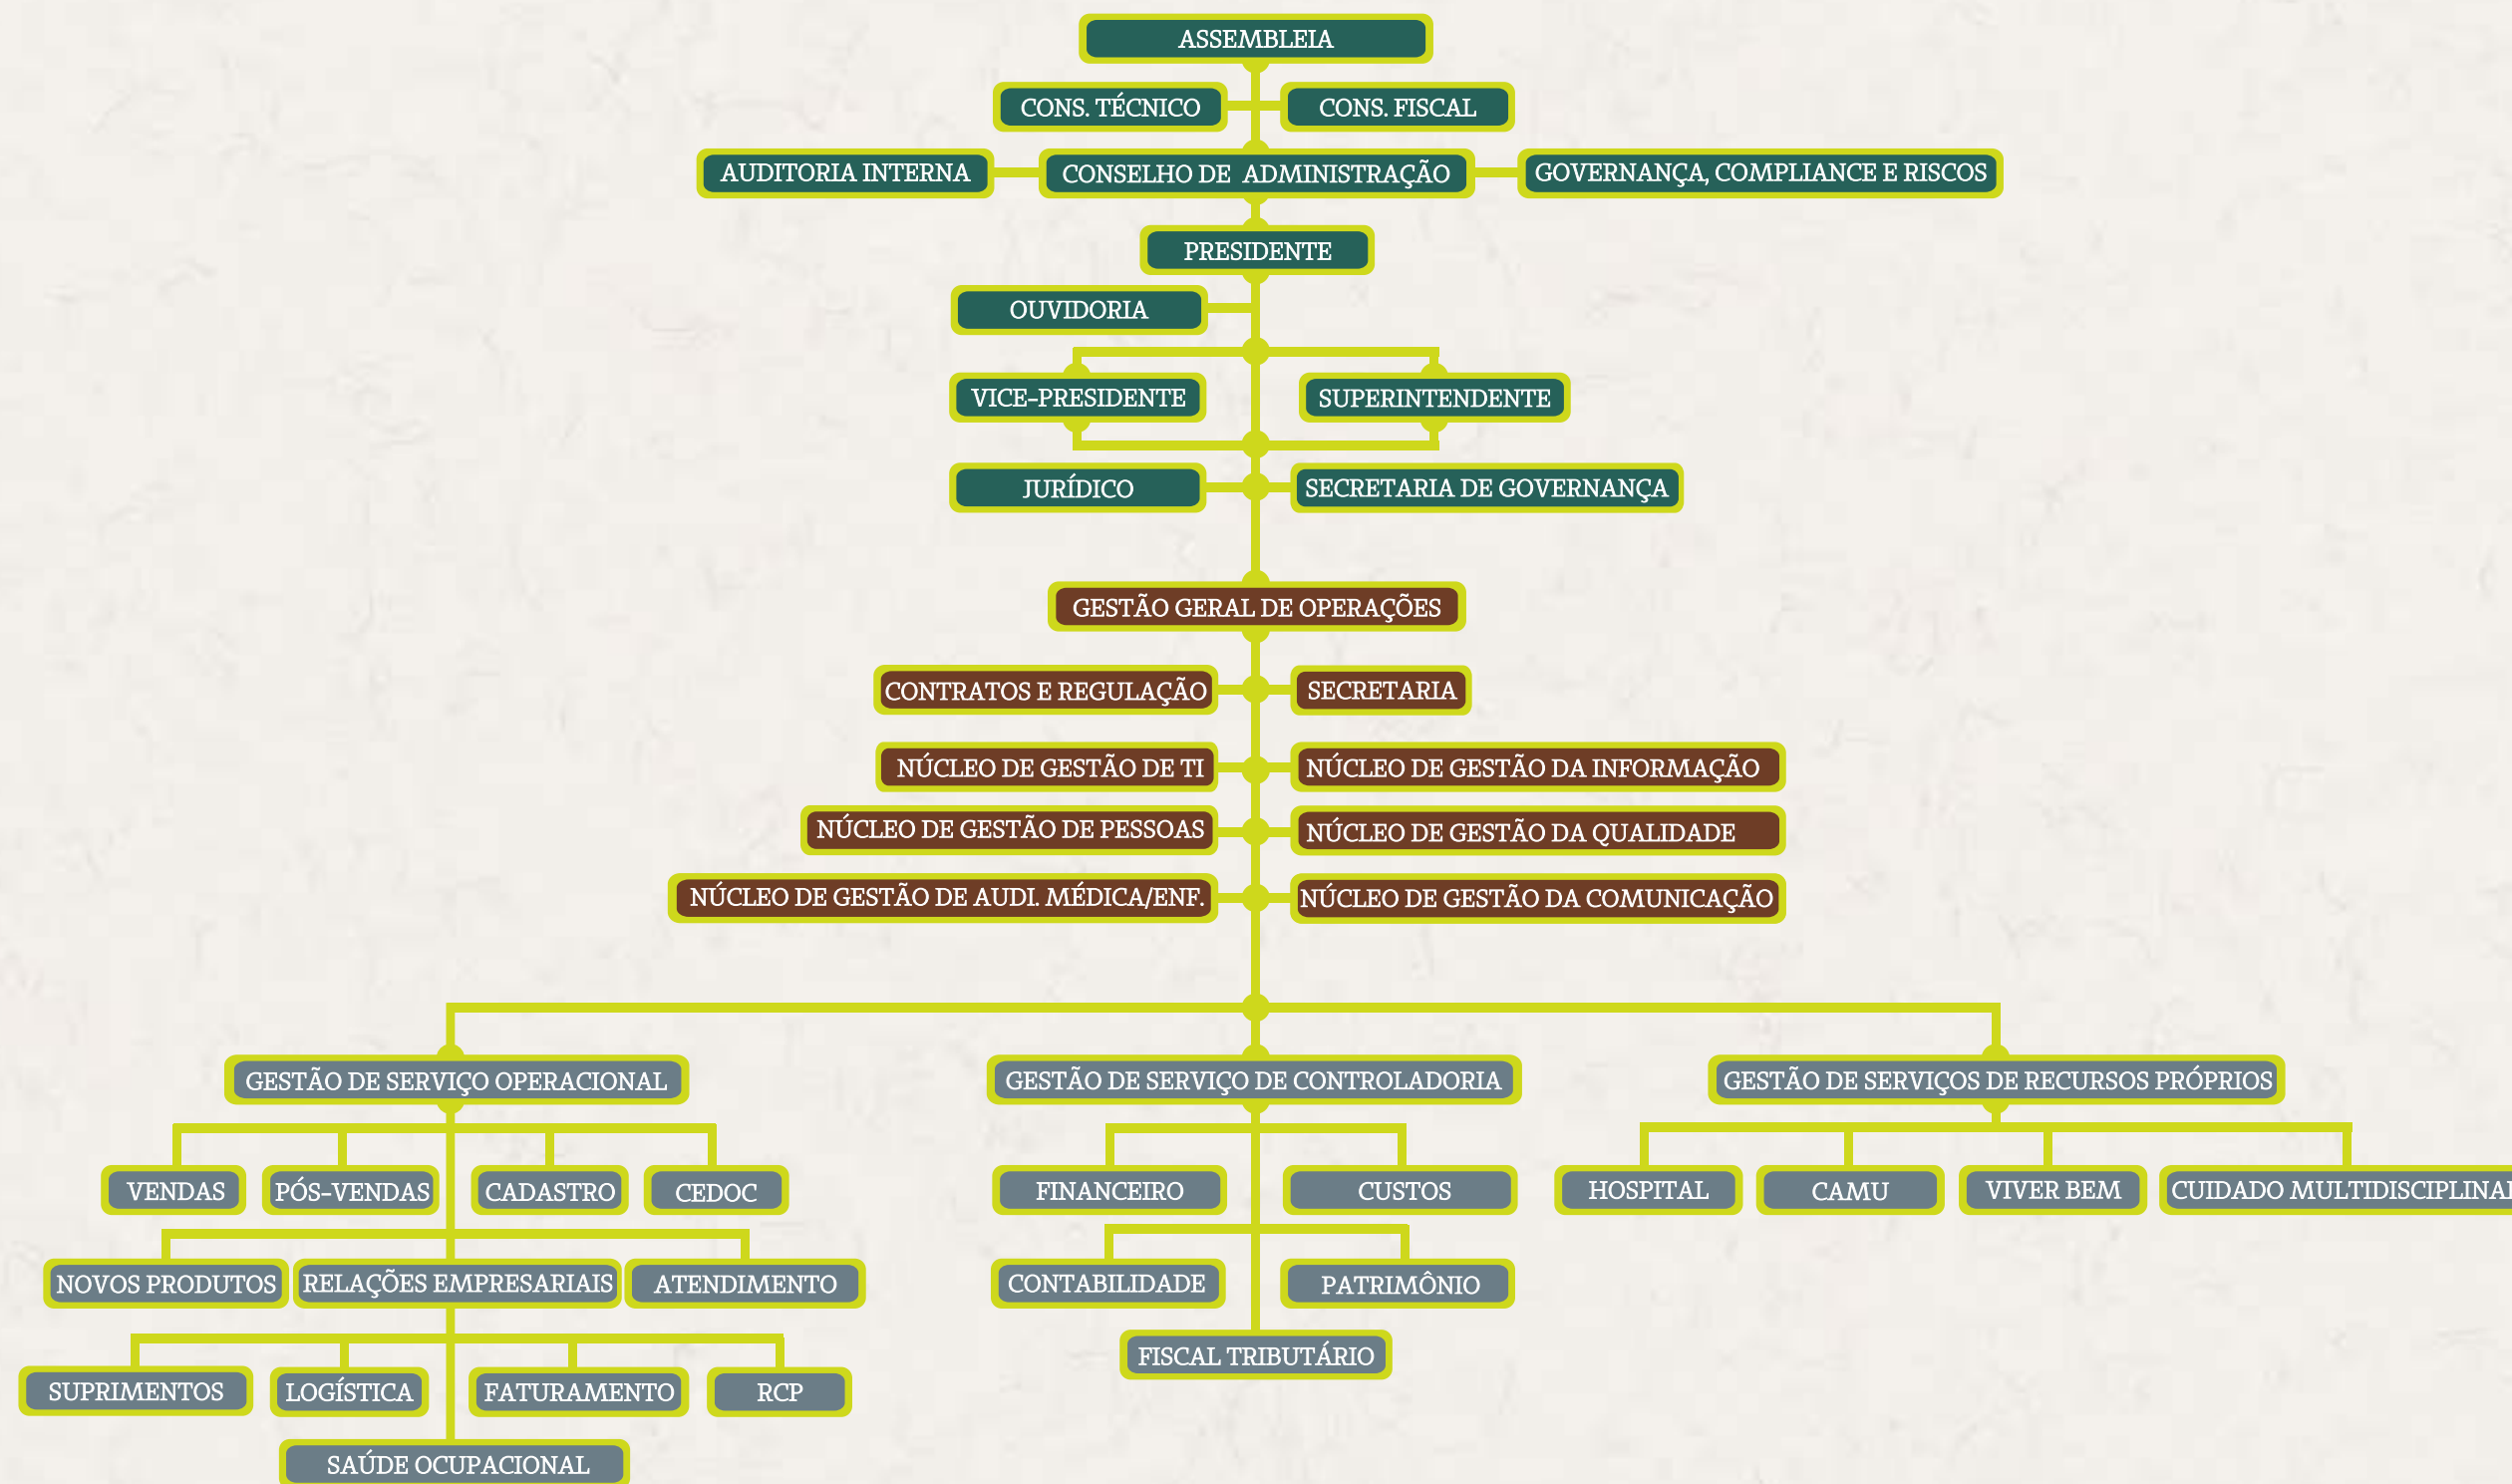 ASSEMBLEIA
CONS. TÉCNICO
CONS. FISCAL
AUDITORIA INTERNA
CONSELHO DE ADMINISTRAÇÃO
GOVERNANÇA, COMPLIANCE E RISCOS
PRESIDENTE
OUVIDORIA
VICE-PRESIDENTE
SUPERINTENDENTE
JURÍDICO
SECRETARIA DE GOVERNANÇA
GESTÃO GERAL DE OPERAÇÕES
CONTRATOS E REGULAÇÃO
SECRETARIA
NÚCLEO DE GESTÃO DE TI
NÚCLEO DE GESTÃO DA INFORMAÇÃO
NÚCLEO DE GESTÃO DE PESSOAS
NÚCLEO DE GESTÃO DA QUALIDADE
NÚCLEO DE GESTÃO DE AUDI. MÉDICA/ENF.
NÚCLEO DE GESTÃO DA COMUNICAÇÃO
GESTÃO DE SERVIÇO OPERACIONAL
GESTÃO DE SERVIÇO DE CONTROLADORIA
GESTÃO DE SERVIÇOS DE RECURSOS PRÓPRIOS
VENDAS
PÓS-VENDAS
CADASTRO
CEDOC
FINANCEIRO
CUSTOS
HOSPITAL
CAMU
VIVER BEM
CUIDADO MULTIDISCIPLINAR
NOVOS PRODUTOS
RELAÇÕES EMPRESARIAIS
ATENDIMENTO
CONTABILIDADE
PATRIMÔNIO
FISCAL TRIBUTÁRIO
SUPRIMENTOS
LOGÍSTICA
FATURAMENTO
RCP
SAÚDE OCUPACIONAL